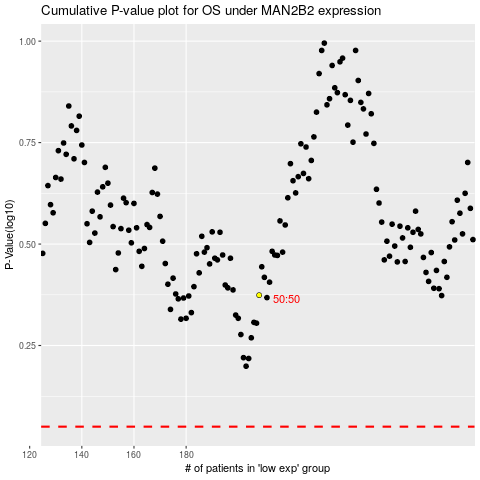 Cumulative P-value plot for OS under MAN2B2 expression
1.00
0.75
P-Value(log10)
0.50
50:50
0.25
120 140 160 180
# of patients in 'low exp' group